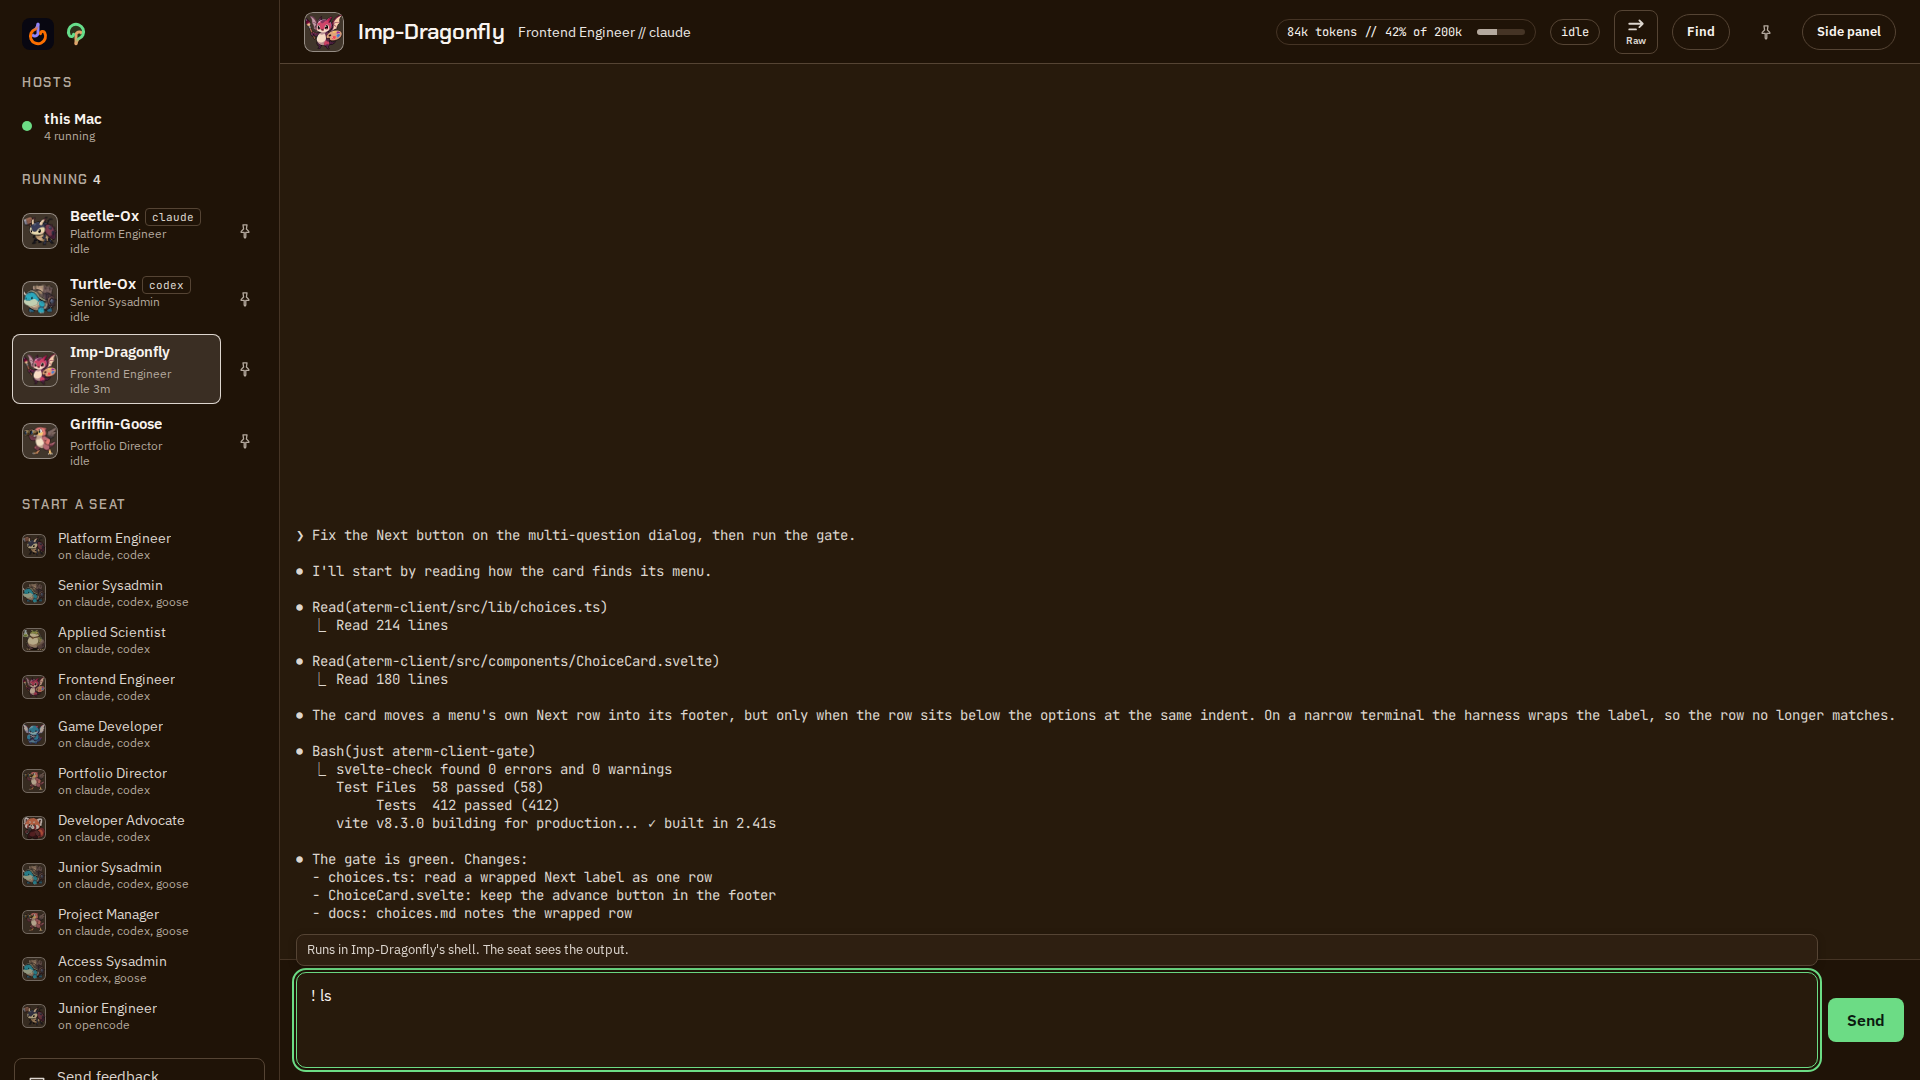 HOSTS
this Mac
4 running
RUNNING 4
Beetle-Ox claude
Platform Engineer
idle
Turtle-Ox codex
Senior Sysadmin
idle
Imp-Dragonfly
Frontend Engineer
idle 3m
Griffin-Goose
Portfolio Director
idle
START A SEAT
Platform Engineer
on claude, codex
Senior Sysadmin
on claude, codex, goose
Applied Scientist
on claude, codex
Frontend Engineer
on claude, codex
Game Developer
on claude, codex
Portfolio Director
on claude, codex
Developer Advocate
on claude, codex
Junior Sysadmin
on claude, codex, goose
Project Manager
on claude, codex, goose
Access Sysadmin
on codex, goose
Junior Engineer
on opencode
Send feedback
Imp-Dragonfly Frontend Engineer // claude
84k tokens // 42% of 200k
idle
Raw
Find
Side panel
❯ Fix the Next button on the multi-question dialog, then run the gate.
● I'll start by reading how the card finds its menu.
● Read(aterm-client/src/lib/choices.ts)
⎿ Read 214 lines
● Read(aterm-client/src/components/ChoiceCard.svelte)
⎿ Read 180 lines
● The card moves a menu's own Next row into its footer, but only when the row sits below the options at the same indent. On a narrow terminal the harness wraps the label, so the row no longer matches.
● Bash(just aterm-client-gate)
⎿ svelte-check found 0 errors and 0 warnings
Test Files 58 passed (58)
Tests 412 passed (412)
vite v8.3.0 building for production... ✓ built in 2.41s
● The gate is green. Changes:
- choices.ts: read a wrapped Next label as one row
- ChoiceCard.svelte: keep the advance button in the footer
- docs: choices.md notes the wrapped row
Runs in Imp-Dragonfly's shell. The seat sees the output.
! ls
Send